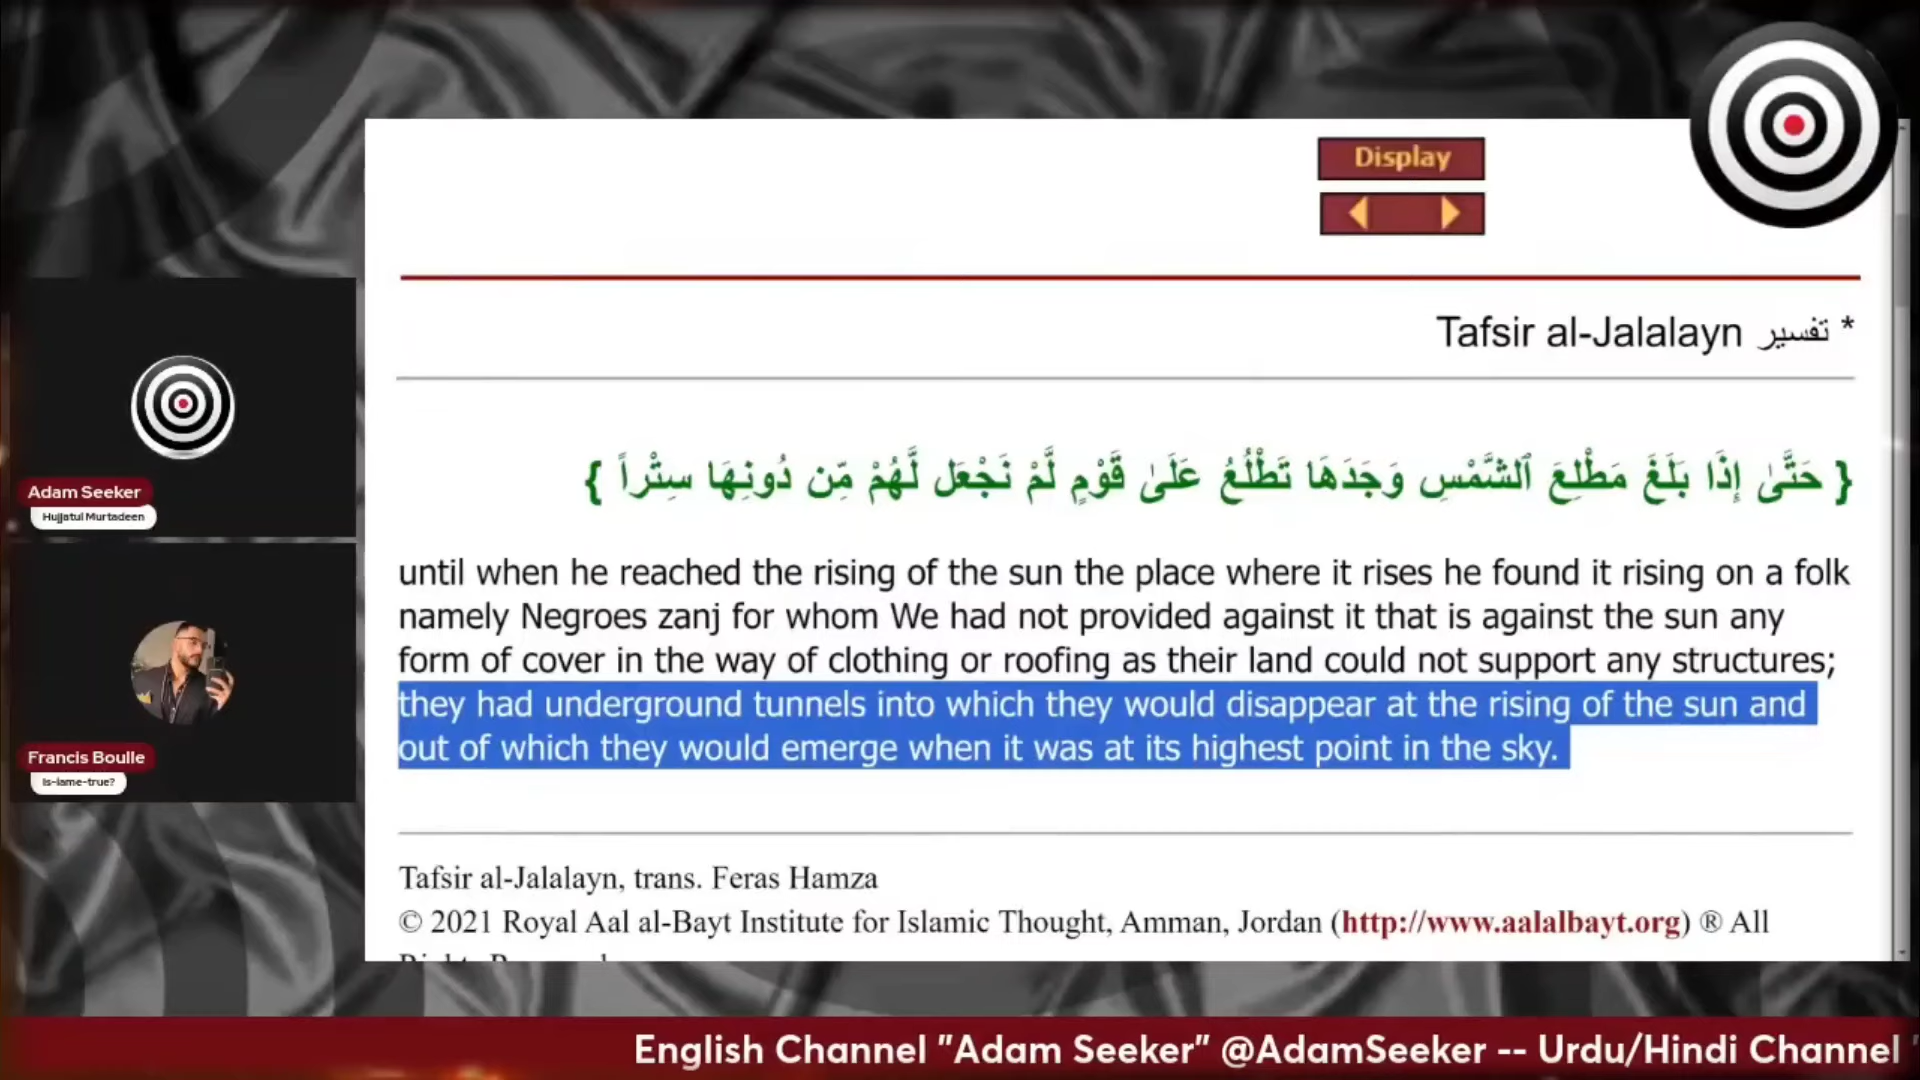 Display
Tafsir al-Jalalayn تفسير *
{ حَتَّىٰ إِذَا بَلَغَ مَطْلِعَ ٱلشَّمْسِ وَجَدَهَا تَطْلُعُ عَلَىٰ قَوْمٍ لَّمْ نَجْعَل لَّهُمْ مِّن دُونِهَا سِتْراً }
until when he reached the rising of the sun the place where it rises he found it rising on a folk
namely Negroes zanj for whom We had not provided against it that is against the sun any
form of cover in the way of clothing or roofing as their land could not support any structures;
they had underground tunnels into which they would disappear at the rising of the sun and
out of which they would emerge when it was at its highest point in the sky.
Tafsir al-Jalalayn, trans. Feras Hamza
© 2021 Royal Aal al-Bayt Institute for Islamic Thought, Amman, Jordan (http://www.aalalbayt.org) ® All
Adam Seeker
Hujjatul Murtadeen
Francis Boulle
Is-lame-true?
English Channel "Adam Seeker" @AdamSeeker -- Urdu/Hindi Channel "